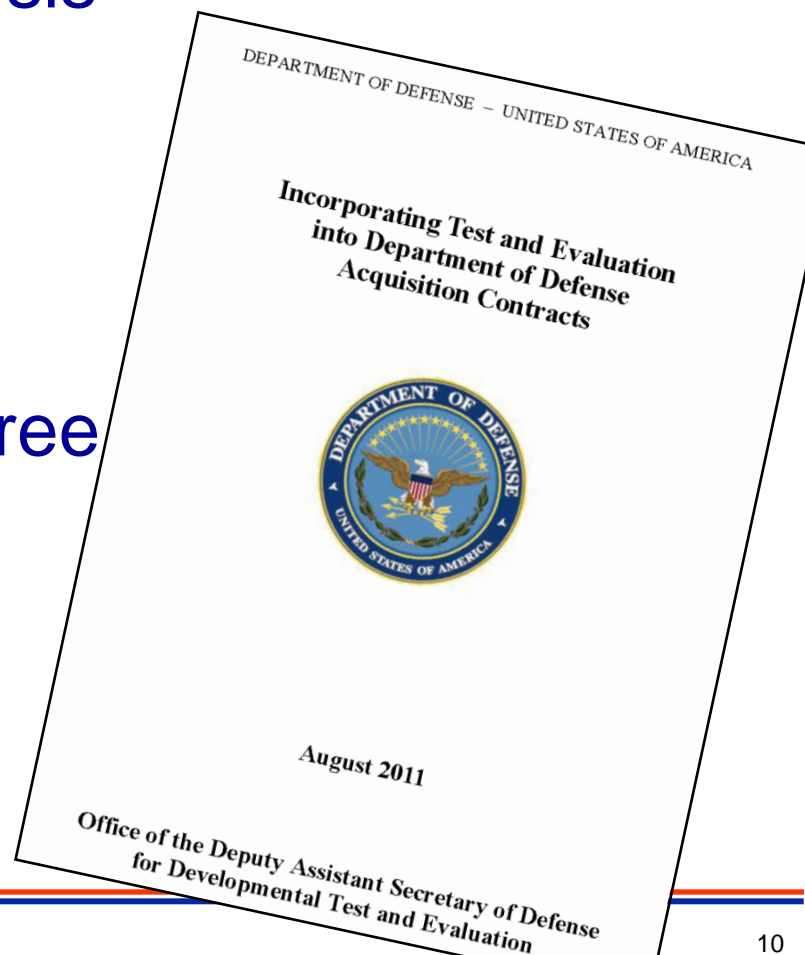 DEPARTMENT OF DEFENSE – UNITED STATES OF AMERICA
Incorporating Test and Evaluation
into Department of Defense
Acquisition Contracts
ree
DEPARTMENT OF DEFENSE
UNITED STATES OF AMERICA
August 2011
Office of the Deputy Assistant Secretary of Defense
for Developmental Test and Evaluation
10